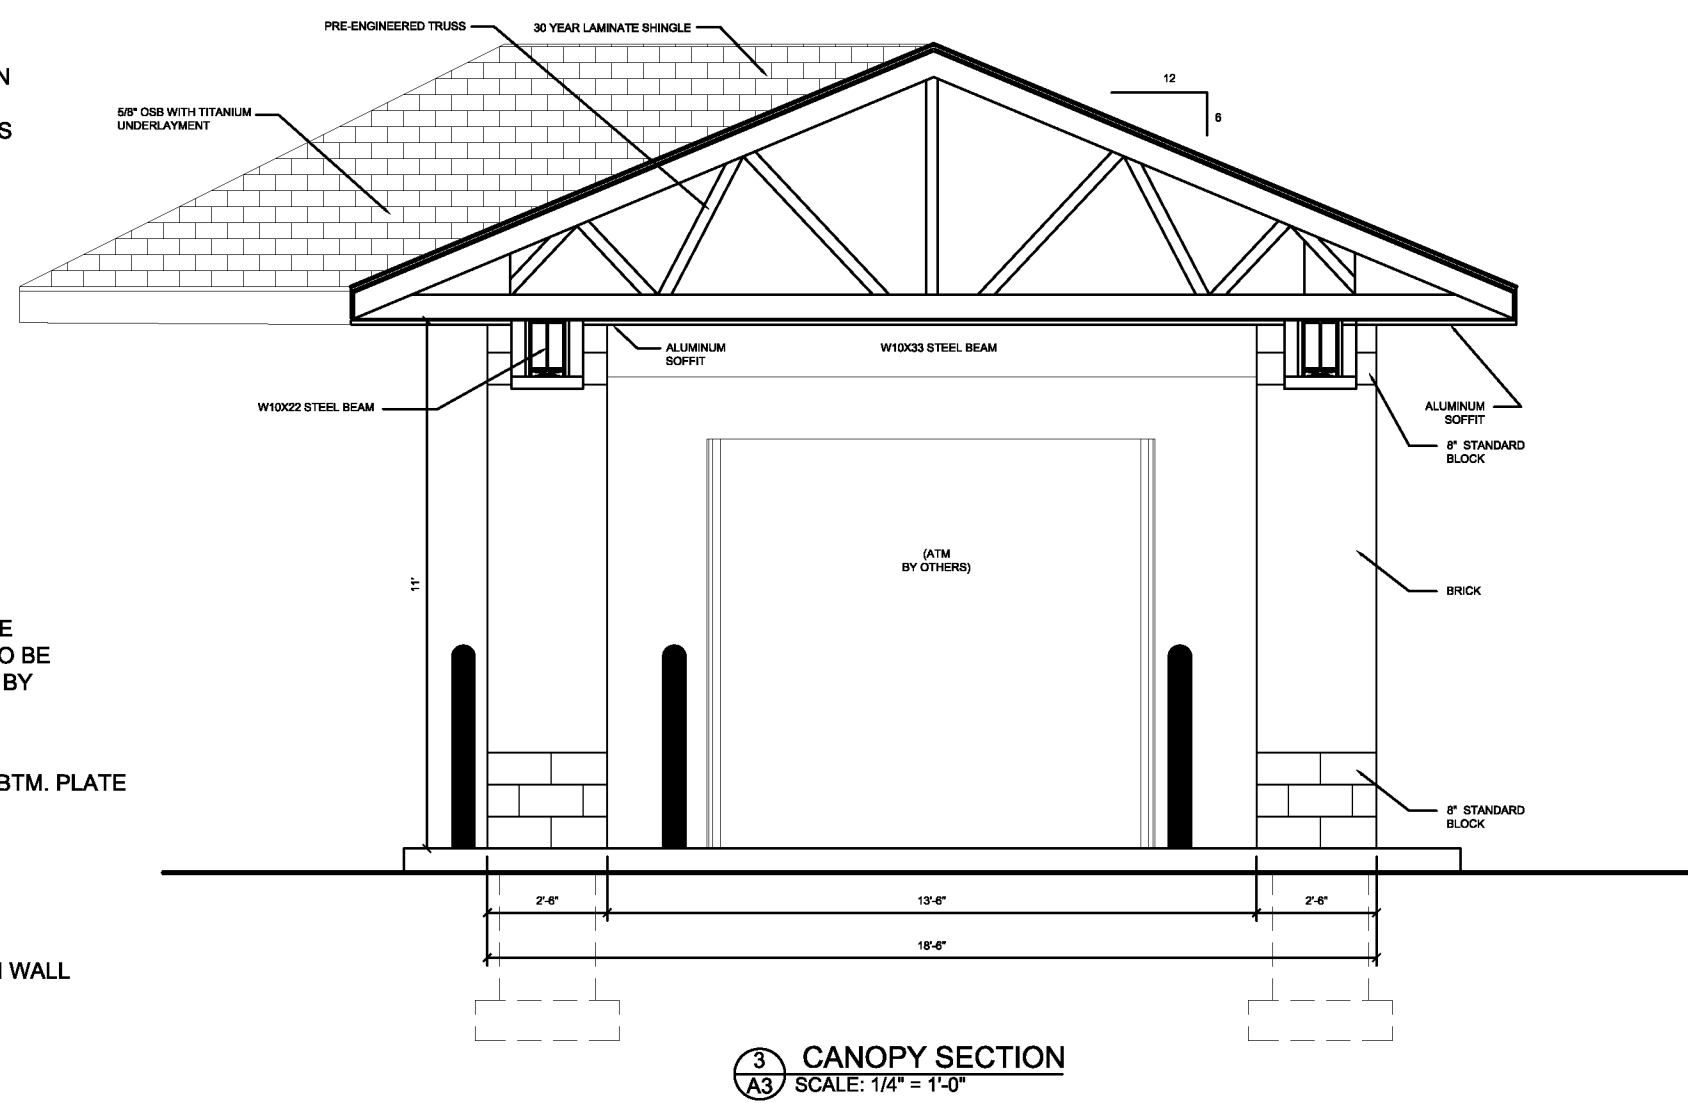 PRE-ENGINEERED TRUSS
30 YEAR LAMINATE SHINGLE
N
12
6
5/8" OSB WITH TITANIUM
UNDERLAYMENT
S
ALUMINUM
SOFFIT
W10X33 STEEL BEAM
W10X22 STEEL BEAM
ALUMINUM
SOFFIT
8" STANDARD
BLOCK
(ATM
BY OTHERS)
11'
BRICK
E
O BE
BY
BTM. PLATE
8" STANDARD
BLOCK
2'-6"
13'-6"
2'-6"
18'-6"
WALL
3
CANOPY SECTION
A3
SCALE: 1/4" = 1'-0"